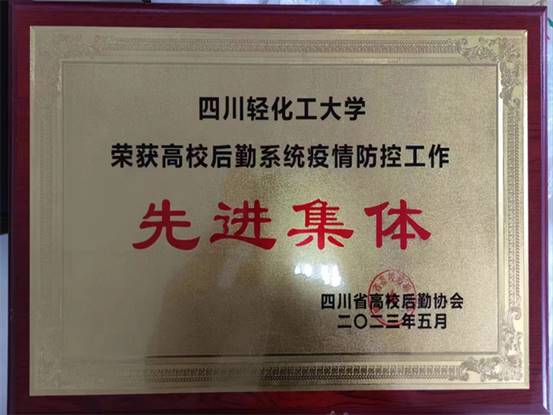 四川轻化工大学
荣获高校后勤系统疫情防控工作
先进集体
四川省高校后勤协会
二〇二三年五月